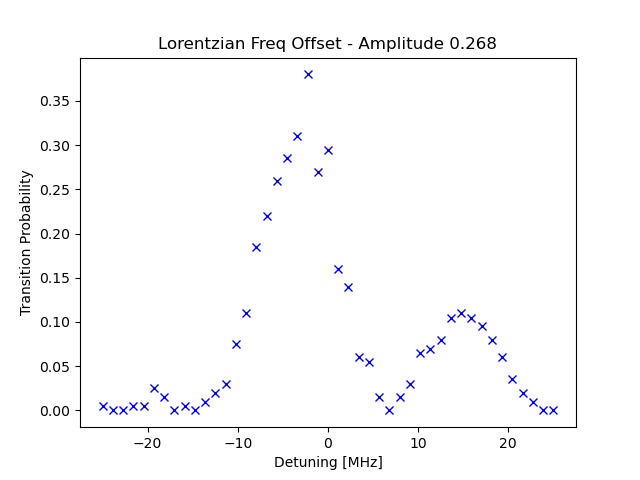 Lorentzian Freq Offset - Amplitude 0.268
Transition Probability
0.35
0.30
0.25
0.20
0.15
0.10
0.05
0.00
−20 −10 0 10 20
Detuning [MHz]